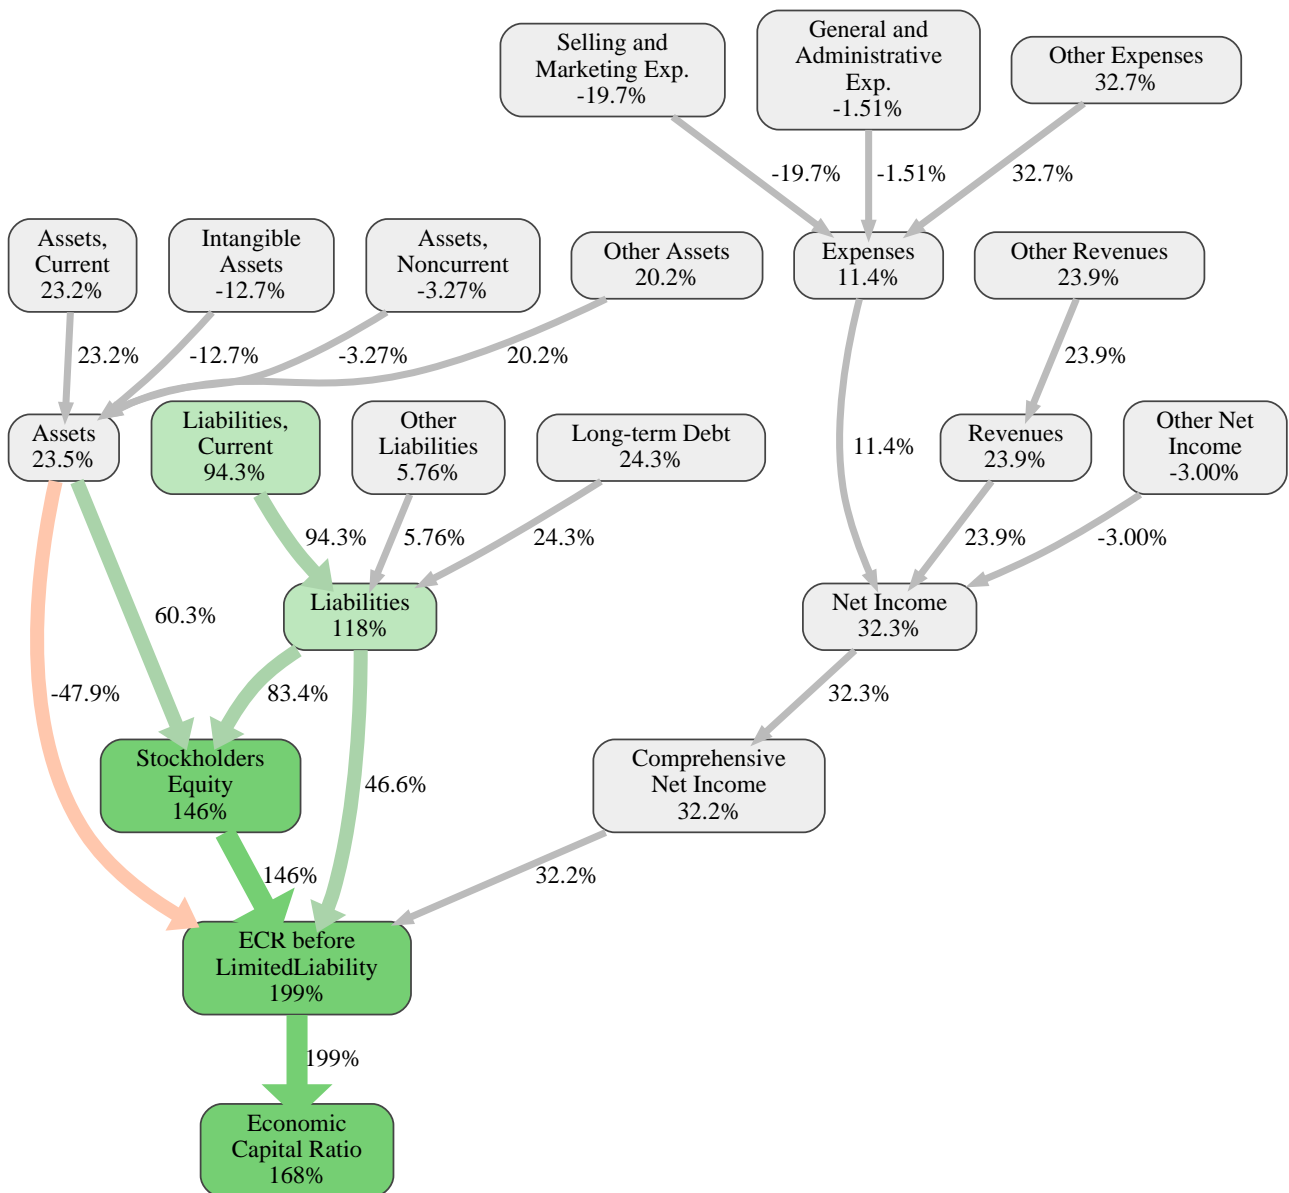 Selling and
Marketing Exp.
-19.7%
General and
Administrative
Exp.
-1.51%
Other Expenses
32.7%
-19.7%
-1.51%
32.7%
Assets,
Current
23.2%
Intangible
Assets
-12.7%
Assets,
Noncurrent
-3.27%
Other Assets
20.2%
Expenses
11.4%
Other Revenues
23.9%
23.2%
-12.7%
-3.27%
20.2%
23.9%
Assets
23.5%
Liabilities,
Current
94.3%
Other
Liabilities
5.76%
Long-term Debt
24.3%
11.4%
Revenues
23.9%
Other Net
Income
-3.00%
94.3%
5.76%
24.3%
23.9%
-3.00%
60.3%
Liabilities
118%
Net Income
32.3%
-47.9%
83.4%
32.3%
Stockholders
Equity
146%
46.6%
Comprehensive
Net Income
32.2%
146%
32.2%
ECR before
LimitedLiability
199%
199%
Economic
Capital Ratio
168%